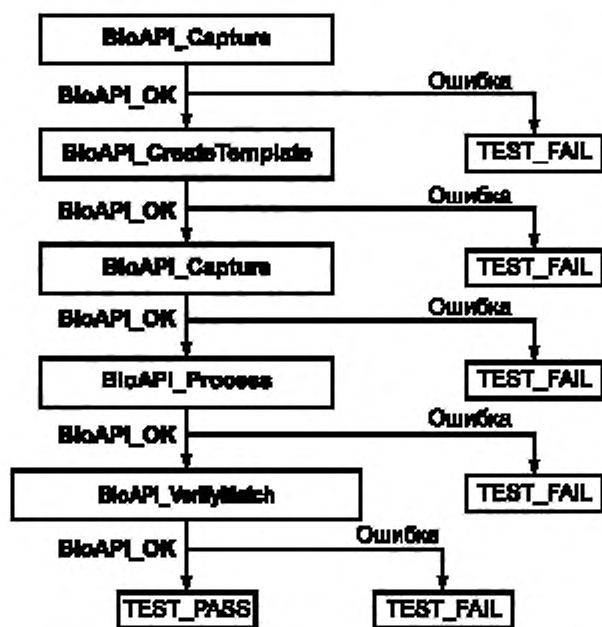 BioAPI_Capture
BioAPI_OK
Ошибка
BioAPI_CreateTemplate
TEST_FAIL
BioAPI_OK
Ошибка
BioAPI_Capture
TEST_FAIL
BioAPI_OK
Ошибка
BioAPI_Process
TEST_FAIL
BioAPI_OK
Ошибка
BioAPI_VerifyMatch
TEST_FAIL
BioAPI_OK
Ошибка
TEST_PASS
TEST_FAIL